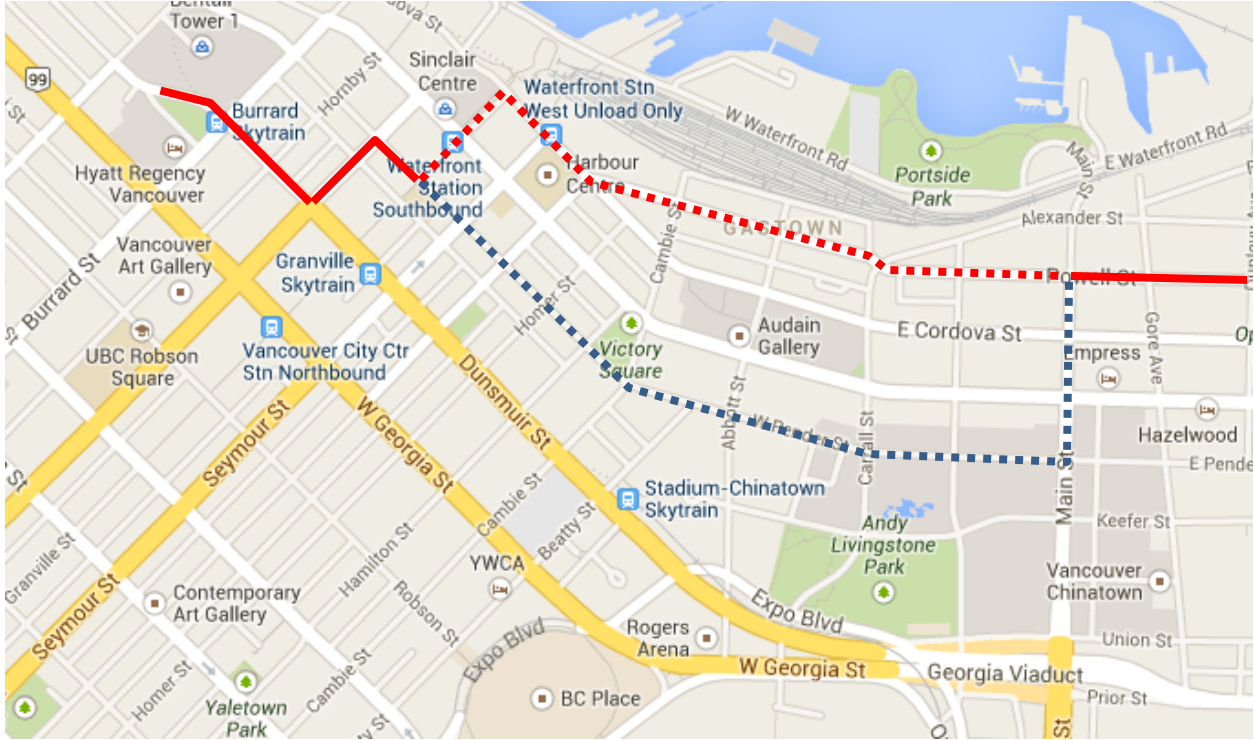 Bentall
Tower 1
99
Sinclair
Centre
Hornby St
Waterfront Stn
West Unload Only
Burrard
Skytrain
W Waterfront Rd
Main St
E Waterfront Rd
Hyatt Regency
Vancouver
Waterfront
Station
Southbound
Harbour
Centre
Portside
Park
Alexander St
GASTOWN
Cambie St
Vancouver
Art Gallery
Burrard St
Granville
Skytrain
Powell St
Homer St
E Cordova St
Gore Ave
Audain
Gallery
UBC Robson
Square
Vancouver City Ctr
Stn Northbound
Victory
Square
Empress
Dunsmuir St
Abbott St
W Pender St
Carrall St
Hazelwood
W Georgia St
Seymour St
E Pende
Main St
Stadium-Chinatown
Skytrain
Cambie St
Beatty St
Keefer St
Andy
Livingstone
Park
Granville St
Hamilton St
YWCA
Vancouver
Chinatown
Contemporary
Art Gallery
Robson St
Expo Blvd
Seymour St
Expo Blvd
Rogers
Arena
Union St
W Georgia St
Georgia Viaduct
Homer St
Cambie St
BC Place
Prior St
Yaletown
Park
St